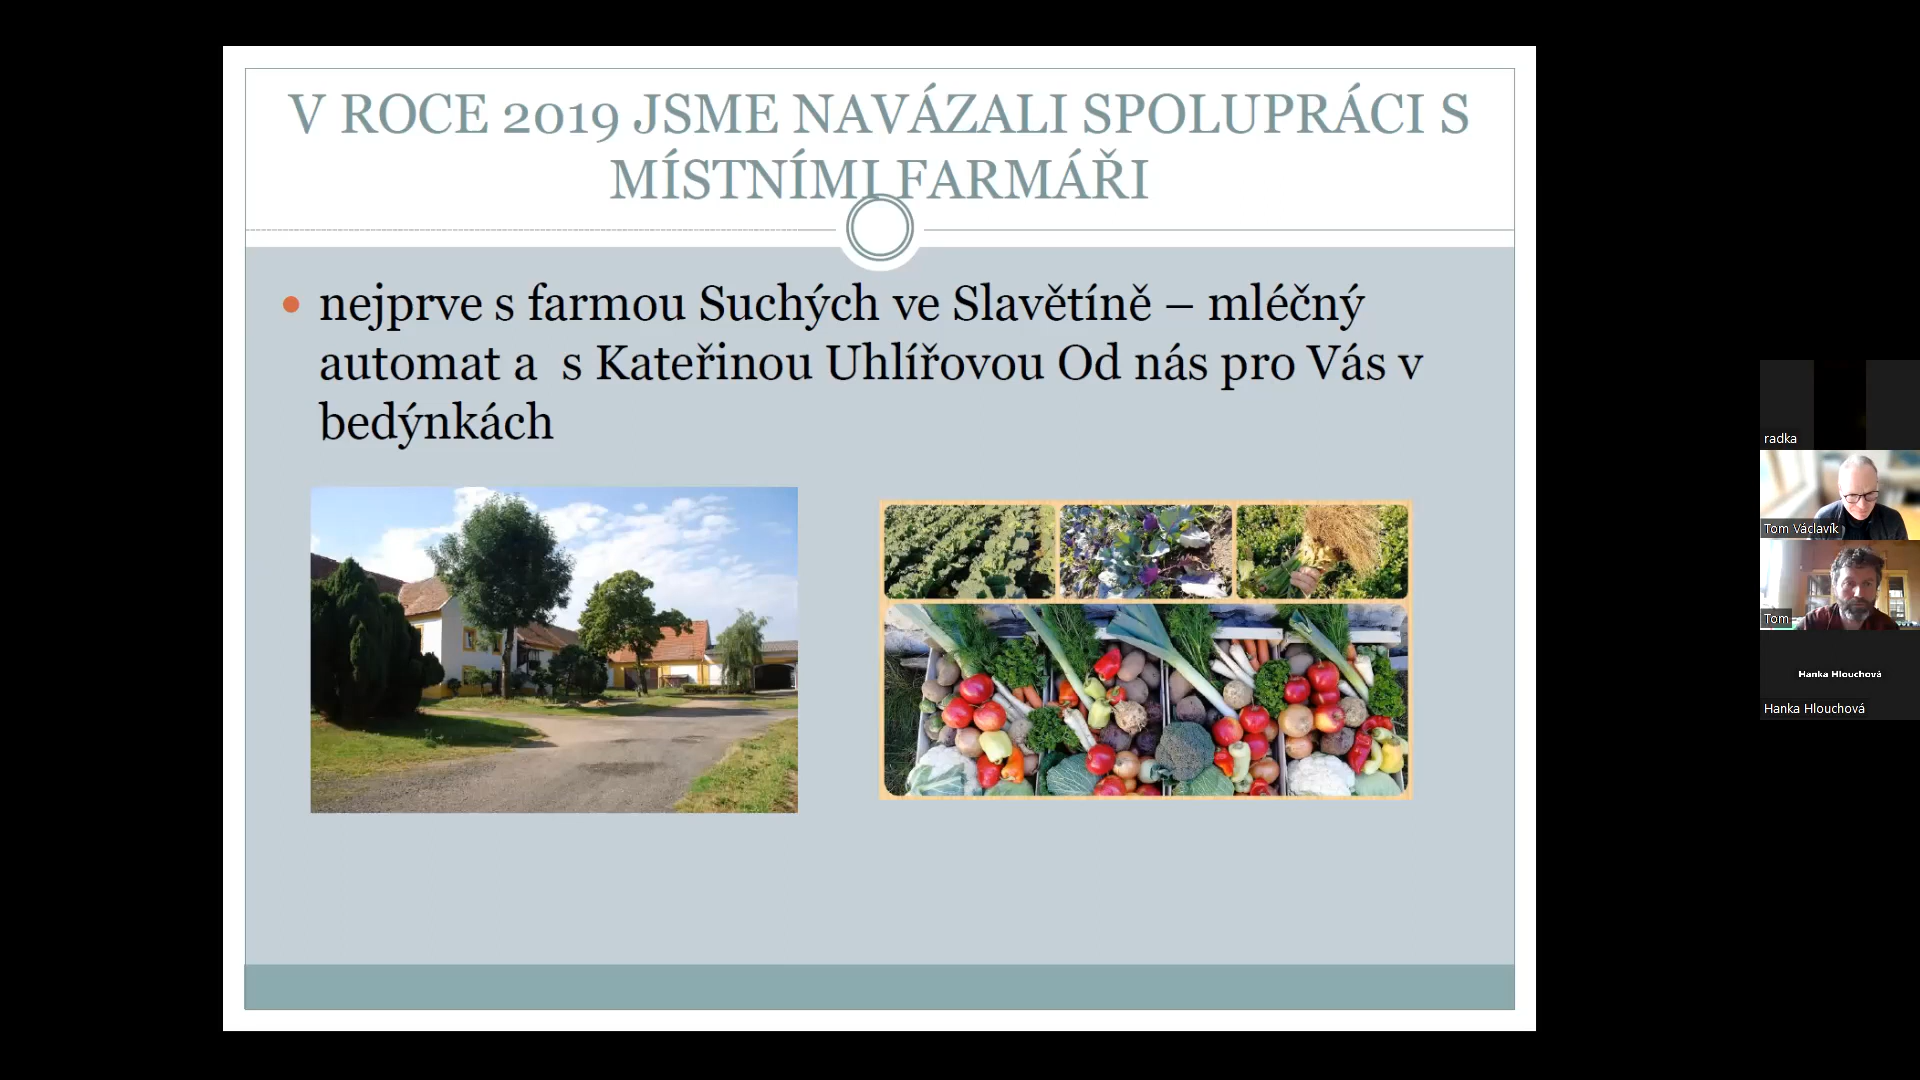 V ROCE 2019 JSME NAVÁZALI SPOLUPRÁCI S
MÍSTNÍMI FARMÁŘI
nejprve s farmou Suchých ve Slavětíně – mléčný
automat a  s Kateřinou Uhlířovou Od nás pro Vás v
bedýnkách
radka
Tom Václavík
Tom
Hanka Hlouchová
Hanka Hlouchová